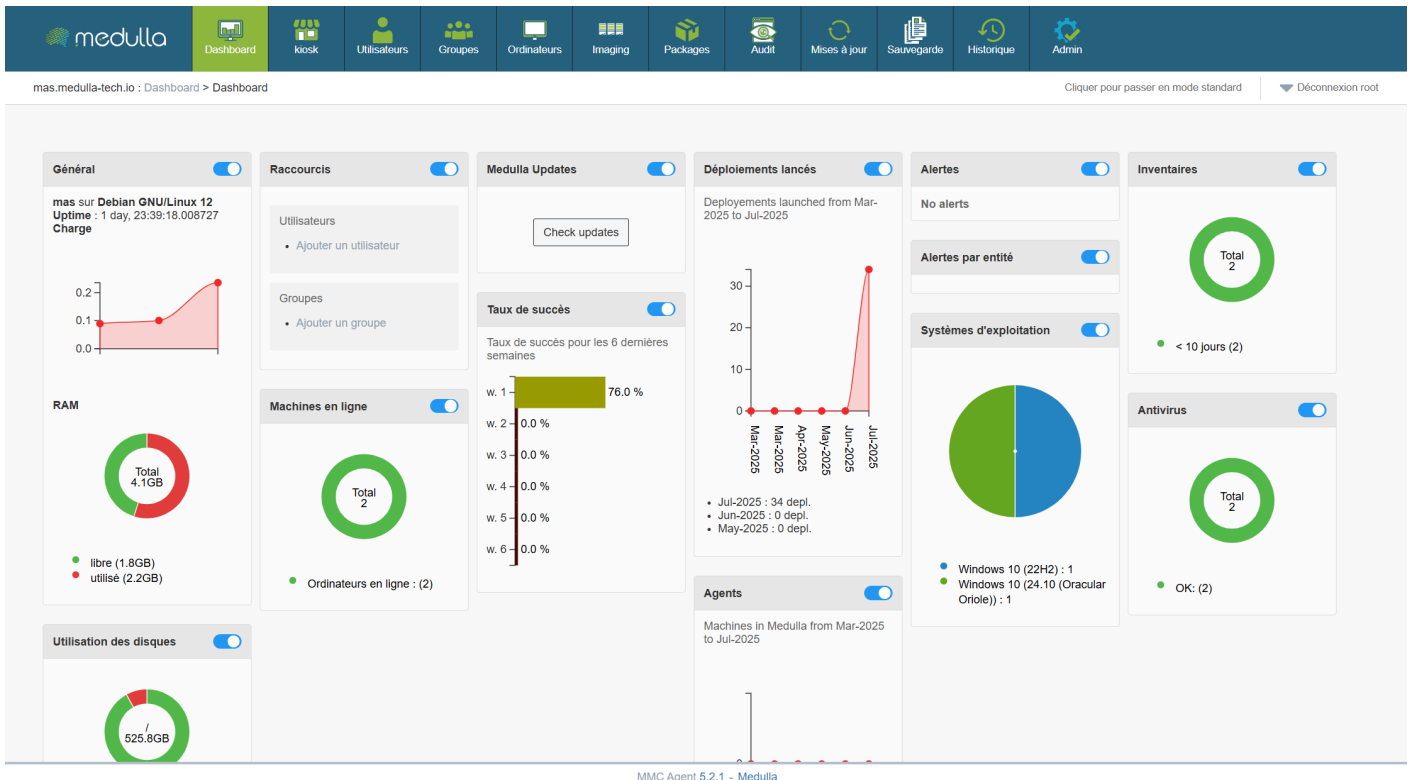 medulla
Dashboard
kiosk
Utilisateurs
Groupes
Ordinateurs
Imaging
Packages
Audit
Mises à jour
Sauvegarde
Historique
Admin
mas.medulla-tech.io : Dashboard > Dashboard
Cliquer pour passer en mode standard
Déconnexion root
Général
mas sur Debian GNU/Linux 12
Uptime : 1 day, 23:39:18.008727
Charge
0.2
0.1
0.0
RAM
Total
4.1GB
libre (1.8GB)
utilisé (2.2GB)
Utilisation des disques
/
525.8GB
Raccourcis
Utilisateurs
Ajouter un utilisateur
Groupes
Ajouter un groupe
Machines en ligne
Total
2
Ordinateurs en ligne : (2)
Medulla Updates
Check updates
Taux de succès
Taux de succès pour les 6 dernières
semaines
w. 1
76.0 %
w. 2
0.0 %
w. 3
0.0 %
w. 4
0.0 %
w. 5
0.0 %
w. 6
0.0 %
Déploiements lancés
Deployements launched from Mar-
2025 to Jul-2025
30
20
10
0
Mar-2025
Mar-2025
Apr-2025
May-2025
Jun-2025
Jul-2025
Jul-2025 : 34 depl.
Jun-2025 : 0 depl.
May-2025 : 0 depl.
Agents
Machines in Medulla from Mar-2025
to Jul-2025
Alertes
No alerts
Alertes par entité
Systèmes d'exploitation
Windows 10 (22H2) : 1
Windows 10 (24.10 (Oracular
Oriole)) : 1
Inventaires
Total
2
< 10 jours (2)
Antivirus
Total
2
OK: (2)
MMC Agent 5.2.1 - Medulla